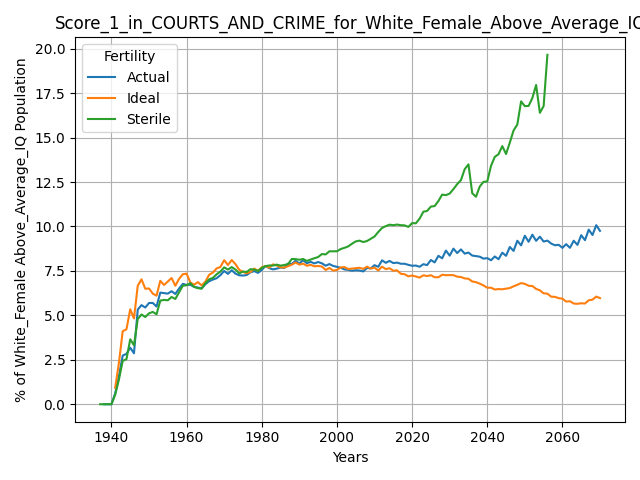 Score_1_in_COURTS_AND_CRIME_for_White_Female_Above_Average_IQ
Fertility
Actual
Ideal
Sterile
% of White_Female Above_Average_IQ Population
20.0
17.5
15.0
12.5
10.0
7.5
5.0
2.5
0.0
1940 1960 1980 2000 2020 2040 2060
Years